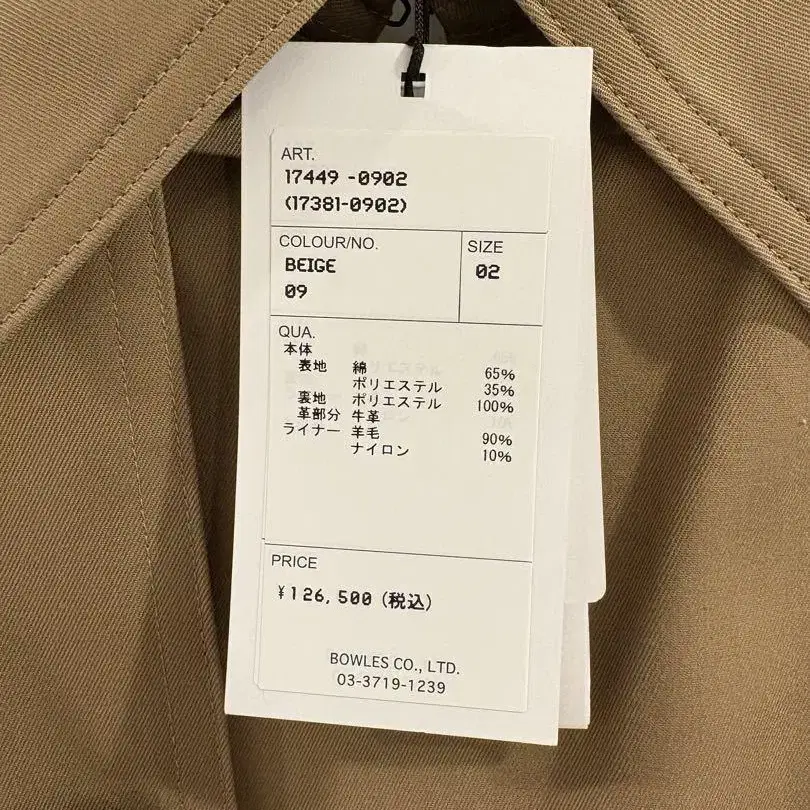 ART.
17449 -0902
(17381-0902)
COLOUR/NO.
BEIGE
09
SIZE
02
QUA.
本体
表地 綿 65%
ポリエステル 35%
裏地 ポリエステル 100%
革部分 牛革
ライナー 羊毛 90%
ナイロン 10%
PRICE
¥126,500 (税込)
BOWLES CO., LTD.
03-3719-1239